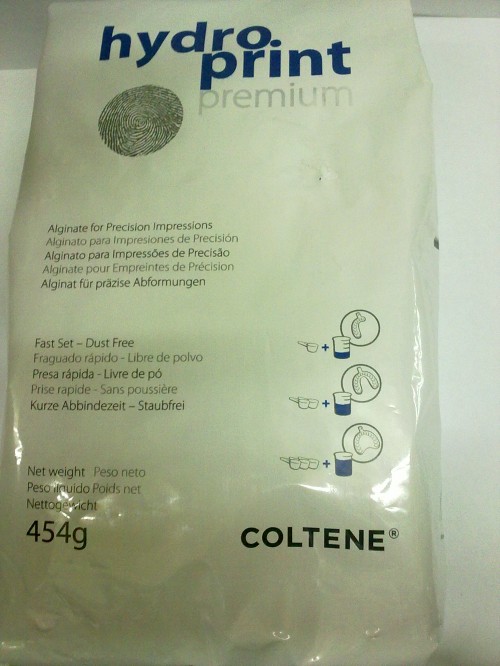 hydro
print
premium
Alginate for Precision Impressions
Alginato para Impresiones de Precisión
Alginato para Impressões de Precisão
Alginate pour Empreintes de Précision
Alginat für präzise Abformungen
Fast Set – Dust Free
Fraguado rápido - Libre de polvo
Presa rápida - Livre de pó
Prise rapide - Sans poussière
Kurze Abbindezeit – Staubfrei
Net weight Peso neto
Peso líquido Poids net
Nettogewicht
454g
COLTENE®